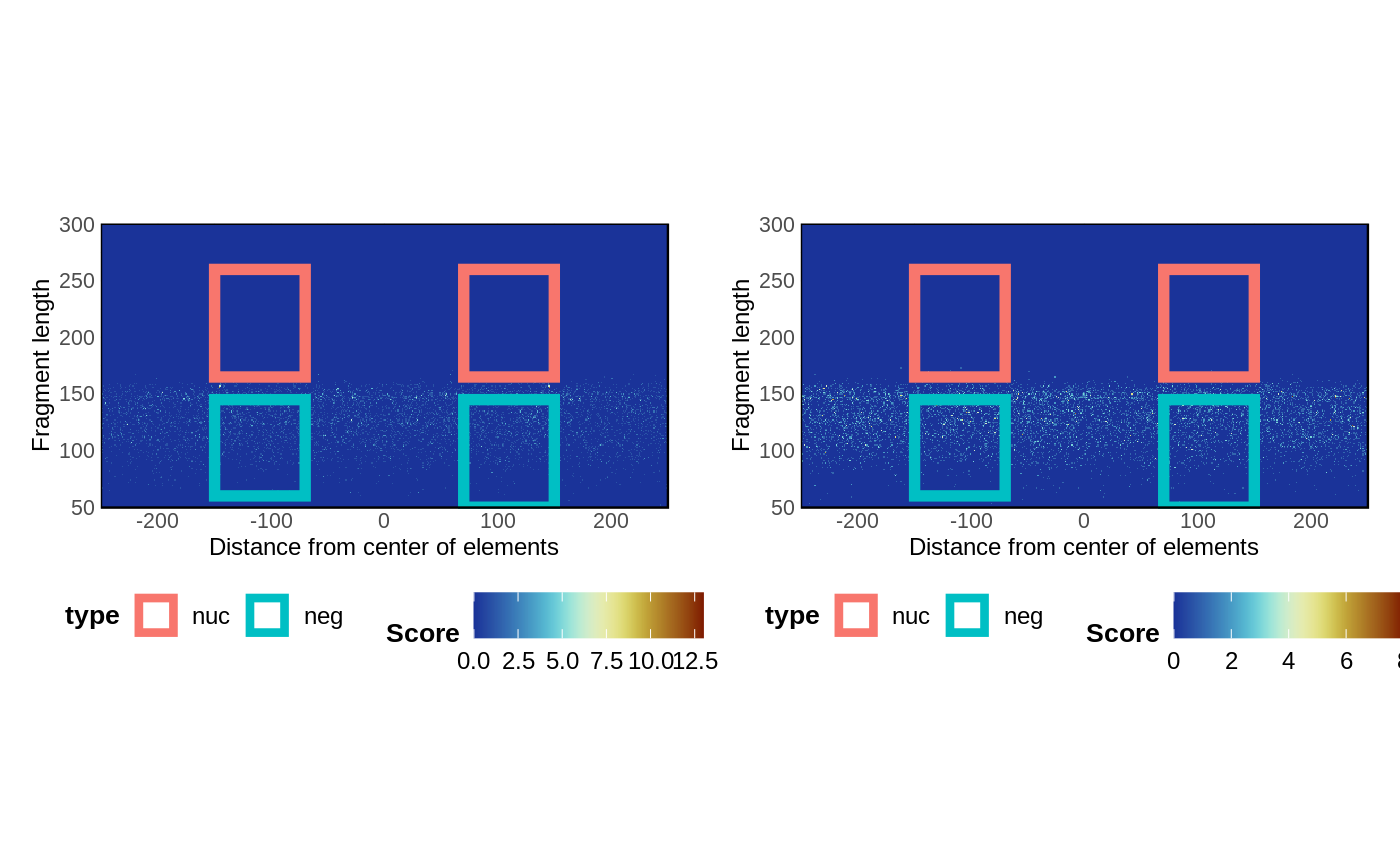 300
250
200
150
100
50
Fragment length
-200 -100 0 100 200
Distance from center of elements
type nuc neg
Score
0.0 2.5 5.0 7.5 10.0 12.5
300
250
200
150
100
50
Fragment length
-200 -100 0 100 200
Distance from center of elements
type nuc neg
Score
0 2 4 6